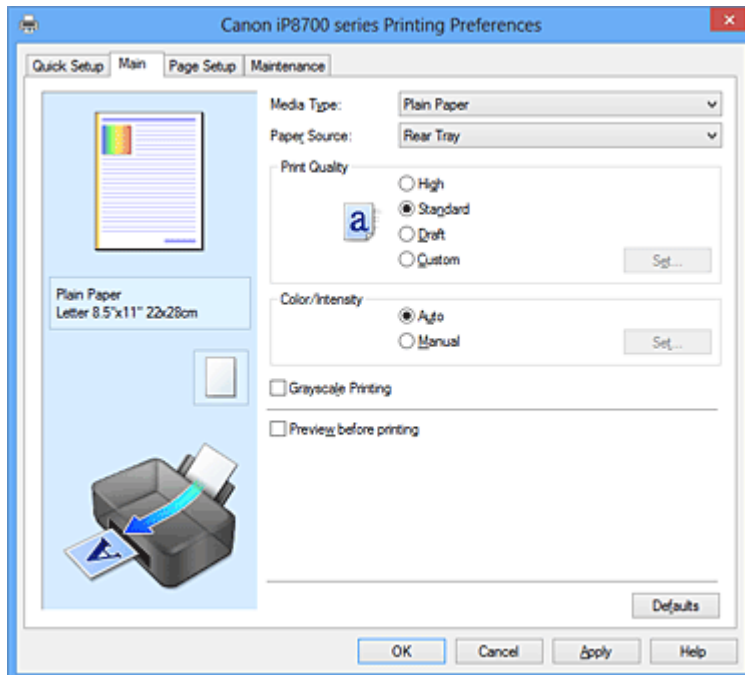 Canon iP8700 series Printing Preferences
Quick Setup Main Page Setup Maintenance
Media Type: Plain Paper
Paper Source: Rear Tray
Print Quality
High
a Standard
Draft
Custom Set...
Plain Paper
Letter 8.5"x11" 22x28cm
Color/Intensity
Auto
Manual Set...
Grayscale Printing
Preview before printing
A
Defaults
OK Cancel Apply Help